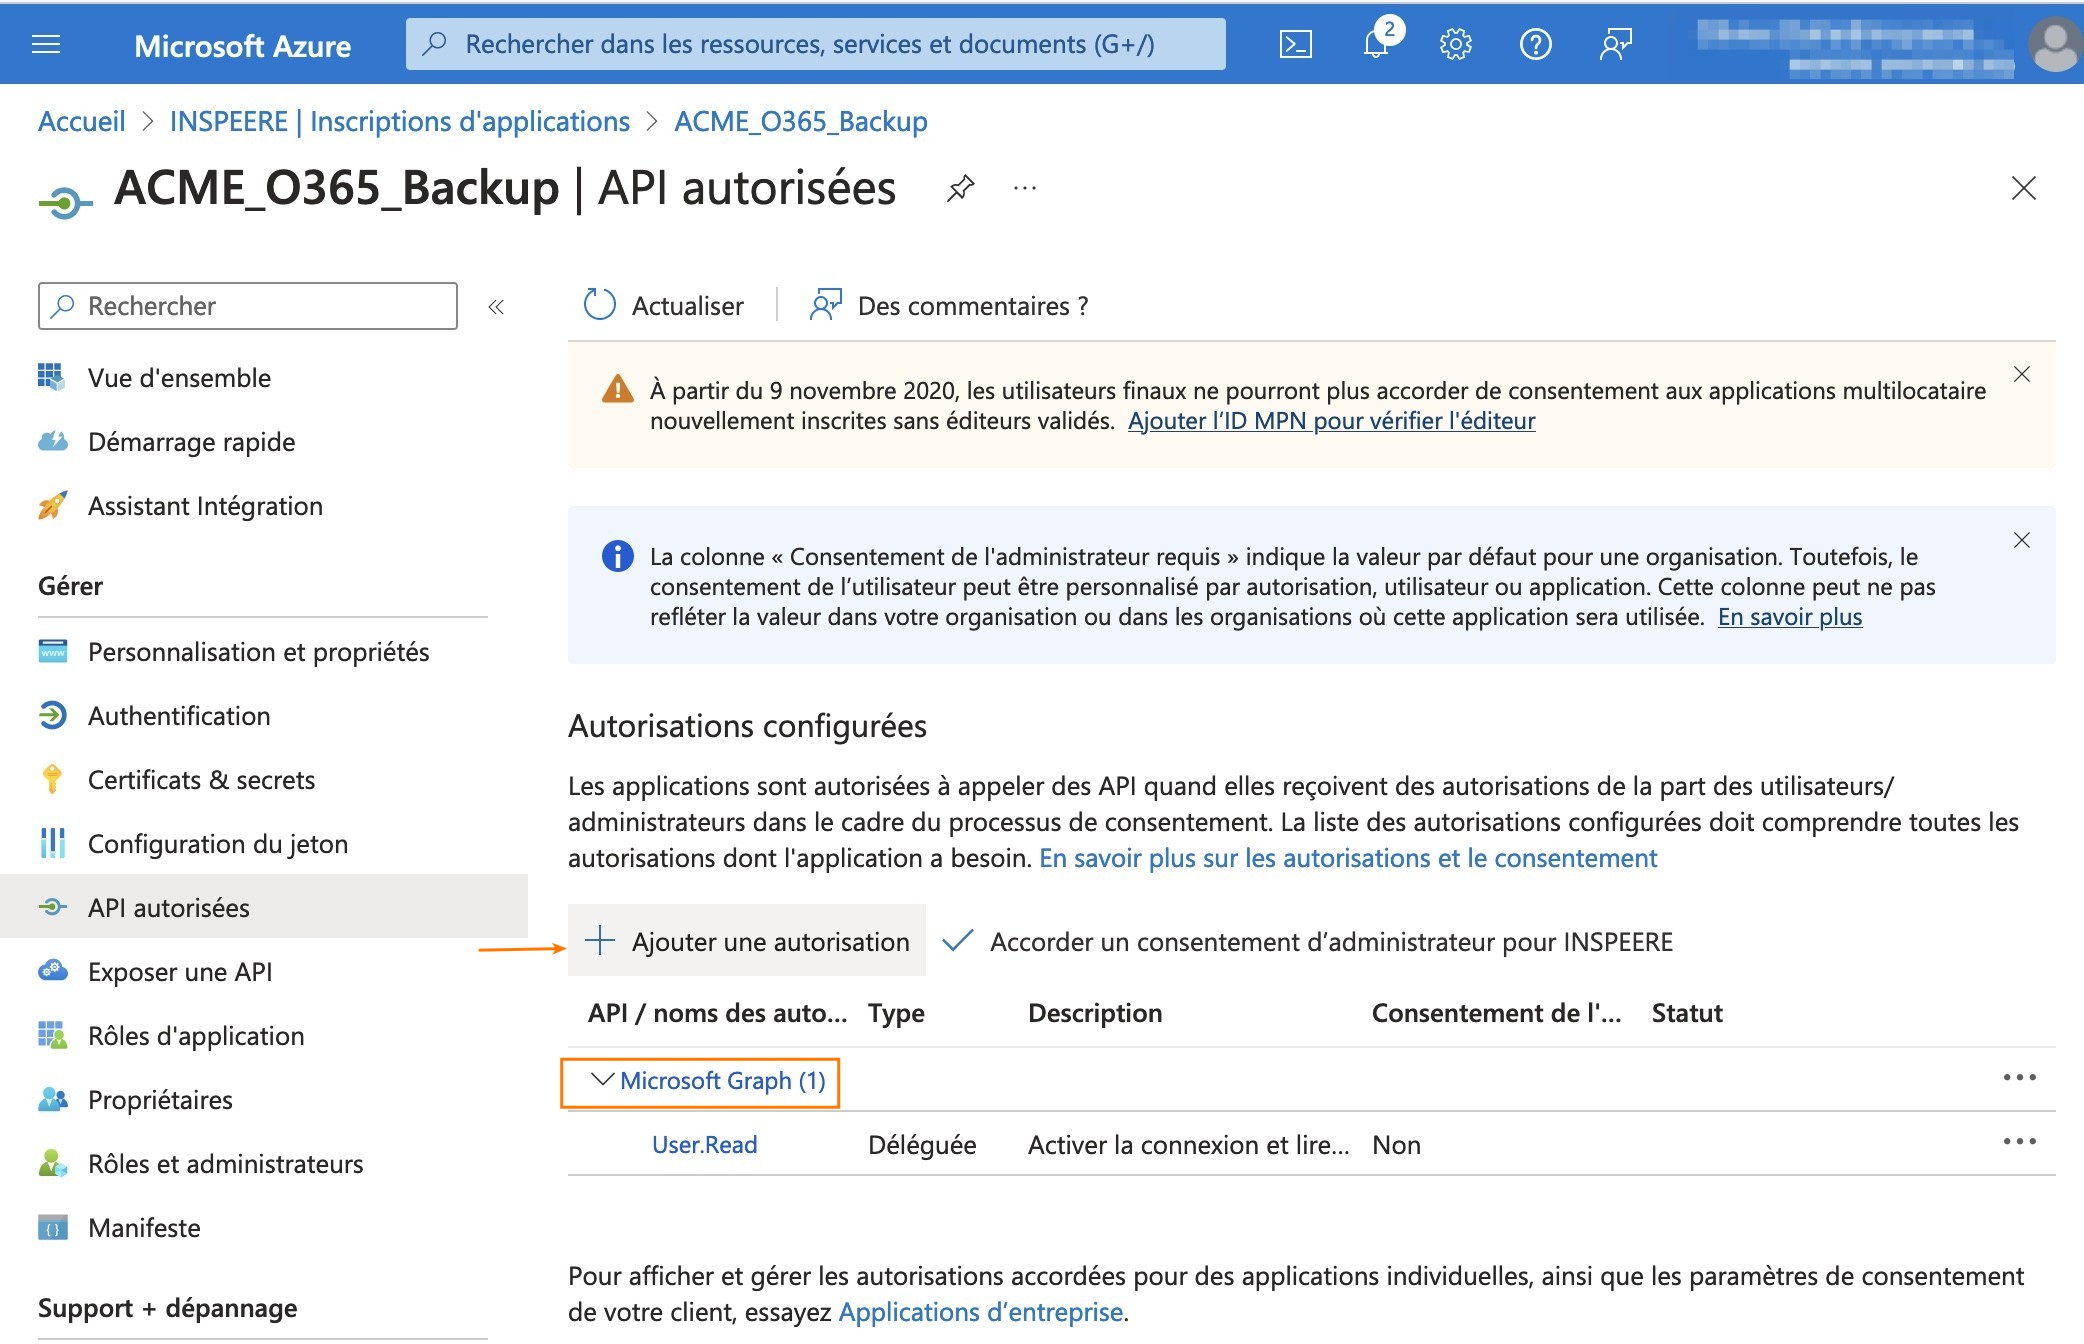 Microsoft Azure
Rechercher dans les ressources, services et documents (G+/)
2
Accueil > INSPEERE | Inscriptions d'applications > ACME_O365_Backup
ACME_O365_Backup | API autorisées
Rechercher
Vue d'ensemble
Démarrage rapide
Assistant Intégration
Gérer
Personnalisation et propriétés
Authentification
Certificats & secrets
Configuration du jeton
API autorisées
Exposer une API
Rôles d'application
Propriétaires
Rôles et administrateurs
Manifeste
Support + dépannage
Actualiser
Des commentaires ?
À partir du 9 novembre 2020, les utilisateurs finaux ne pourront plus accorder de consentement aux applications multilocataire
nouvellement inscrites sans éditeurs validés. Ajouter l’ID MPN pour vérifier l'éditeur
La colonne « Consentement de l'administrateur requis » indique la valeur par défaut pour une organisation. Toutefois, le
consentement de l’utilisateur peut être personnalisé par autorisation, utilisateur ou application. Cette colonne peut ne pas
refléter la valeur dans votre organisation ou dans les organisations où cette application sera utilisée. En savoir plus
Autorisations configurées
Les applications sont autorisées à appeler des API quand elles reçoivent des autorisations de la part des utilisateurs/
administrateurs dans le cadre du processus de consentement. La liste des autorisations configurées doit comprendre toutes les
autorisations dont l'application a besoin. En savoir plus sur les autorisations et le consentement
Ajouter une autorisation
Accorder un consentement d’administrateur pour INSPEERE
API / noms des auto... Type Description Consentement de l'... Statut
Microsoft Graph (1)
User.Read Déléguée Activer la connexion et lire... Non
Pour afficher et gérer les autorisations accordées pour des applications individuelles, ainsi que les paramètres de consentement
de votre client, essayez Applications d’entreprise.